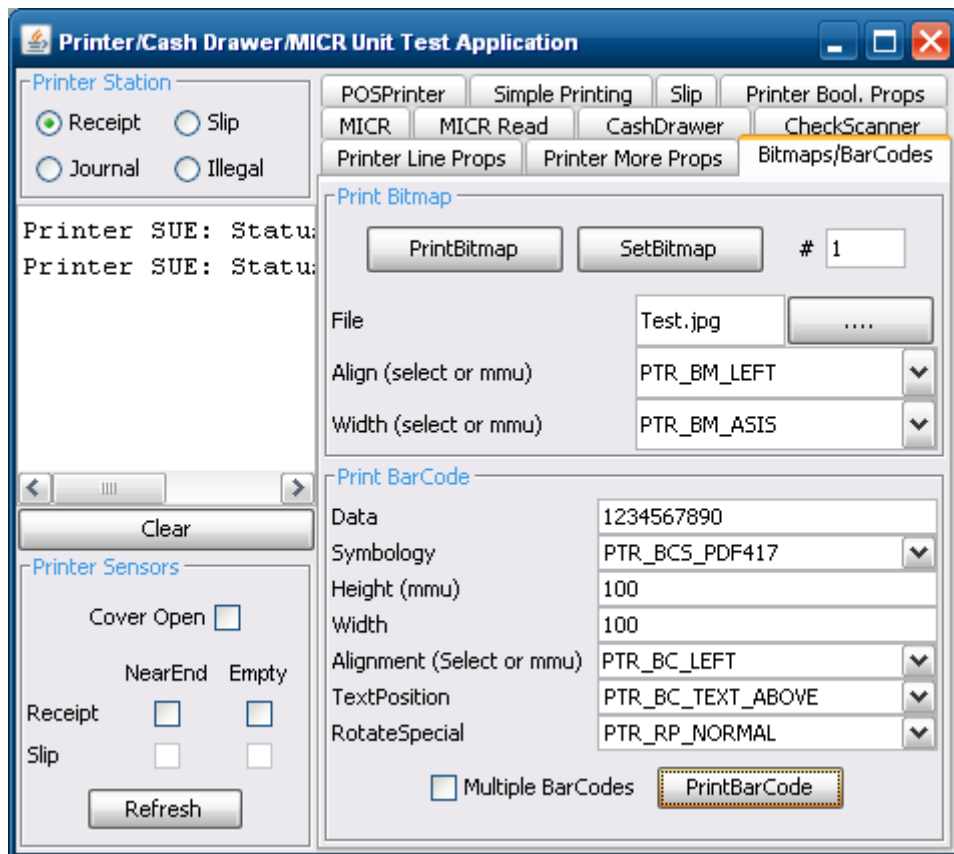 Printer/Cash Drawer/MICR Unit Test Application
Printer Station
Receipt Slip
Journal Illegal
Printer SUE: Statu
Printer SUE: Statu
Clear
Printer Sensors
Cover Open
NearEnd Empty
Receipt
Slip
Refresh
POSPrinter Simple Printing Slip Printer Bool. Props
MICR MICR Read CashDrawer CheckScanner
Printer Line Props Printer More Props Bitmaps/BarCodes
Print Bitmap
PrintBitmap SetBitmap # 1
File Test.jpg ....
Align (select or mmu) PTR_BM_LEFT
Width (select or mmu) PTR_BM_ASIS
Print BarCode
Data 1234567890
Symbology PTR_BCS_PDF417
Height (mmu) 100
Width 100
Alignment (Select or mmu) PTR_BC_LEFT
TextPosition PTR_BC_TEXT_ABOVE
RotateSpecial PTR_RP_NORMAL
Multiple BarCodes PrintBarCode